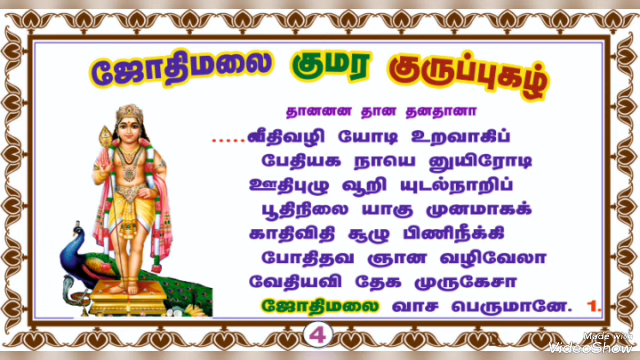 ஜோதிமலை குமர குருப்புகழ்
தானனன தான தனதானா
.....வீதிவழி யோடி உறவாகிப்
பேதியக நாயெ னுயிரோடி
ஊதிபுழு வூறி யுடல்நாறிப்
பூதிநிலை யாகு முனமாகக்
காதிவிதி சூழு பிணிநீக்கி
போதிதவ ஞான வழிவேலா
வேதியவி தேக முருகேசா
ஜோதிமலை வாச பெருமானே. 1.
4
Made with
VideoShow